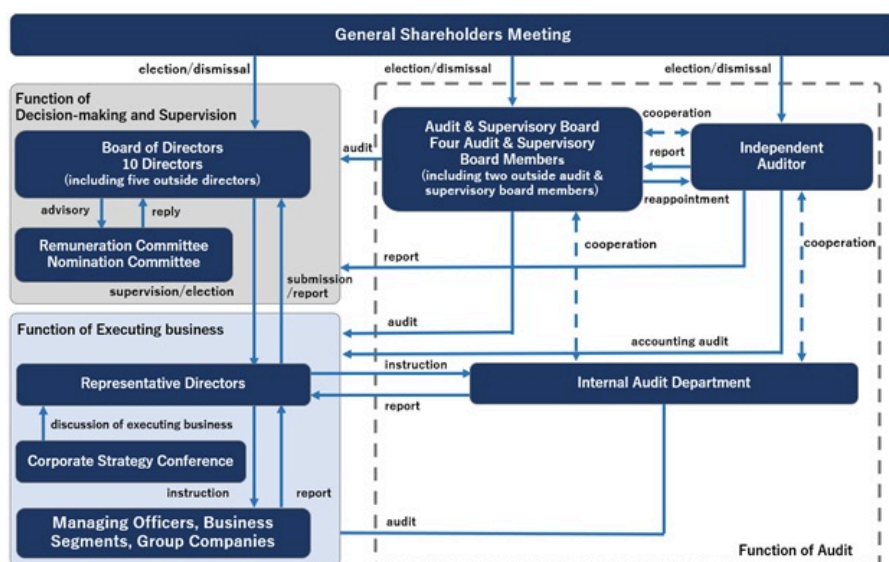 General Shareholders Meeting
election/dismissal
election/dismissal
election/dismissal
Function of
Decision-making and Supervision
Board of Directors
10 Directors
(including five outside directors)
audit
Audit & Supervisory Board
Four Audit & Supervisory
Board Members
(including two outside audit &
supervisory board members)
cooperation
report
reappointment
Independent
Auditor
advisory
reply
Remuneration Committee
Nomination Committee
cooperation
cooperation
report
supervision/election
submission
/report
Function of Executing business
audit
accounting audit
Representative Directors
instruction
Internal Audit Department
report
discussion of executing business
Corporate Strategy Conference
instruction
report
Managing Officers, Business
Segments, Group Companies
audit
Function of Audit